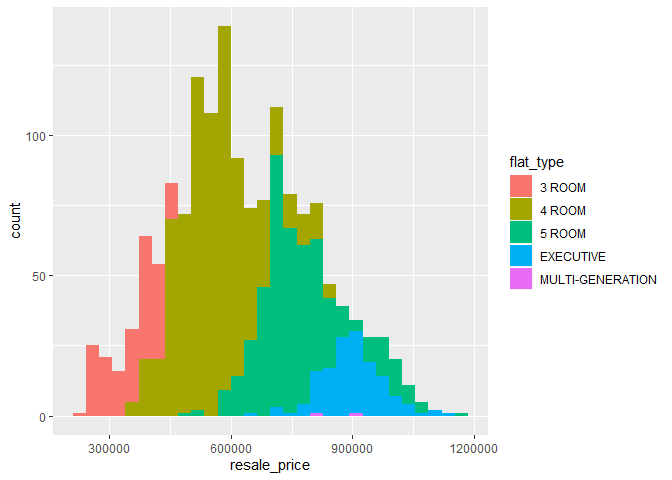 100
50
0
count
300000
600000
900000
1200000
resale_price
flat_type
3 ROOM
4 ROOM
5 ROOM
EXECUTIVE
MULTI-GENERATION